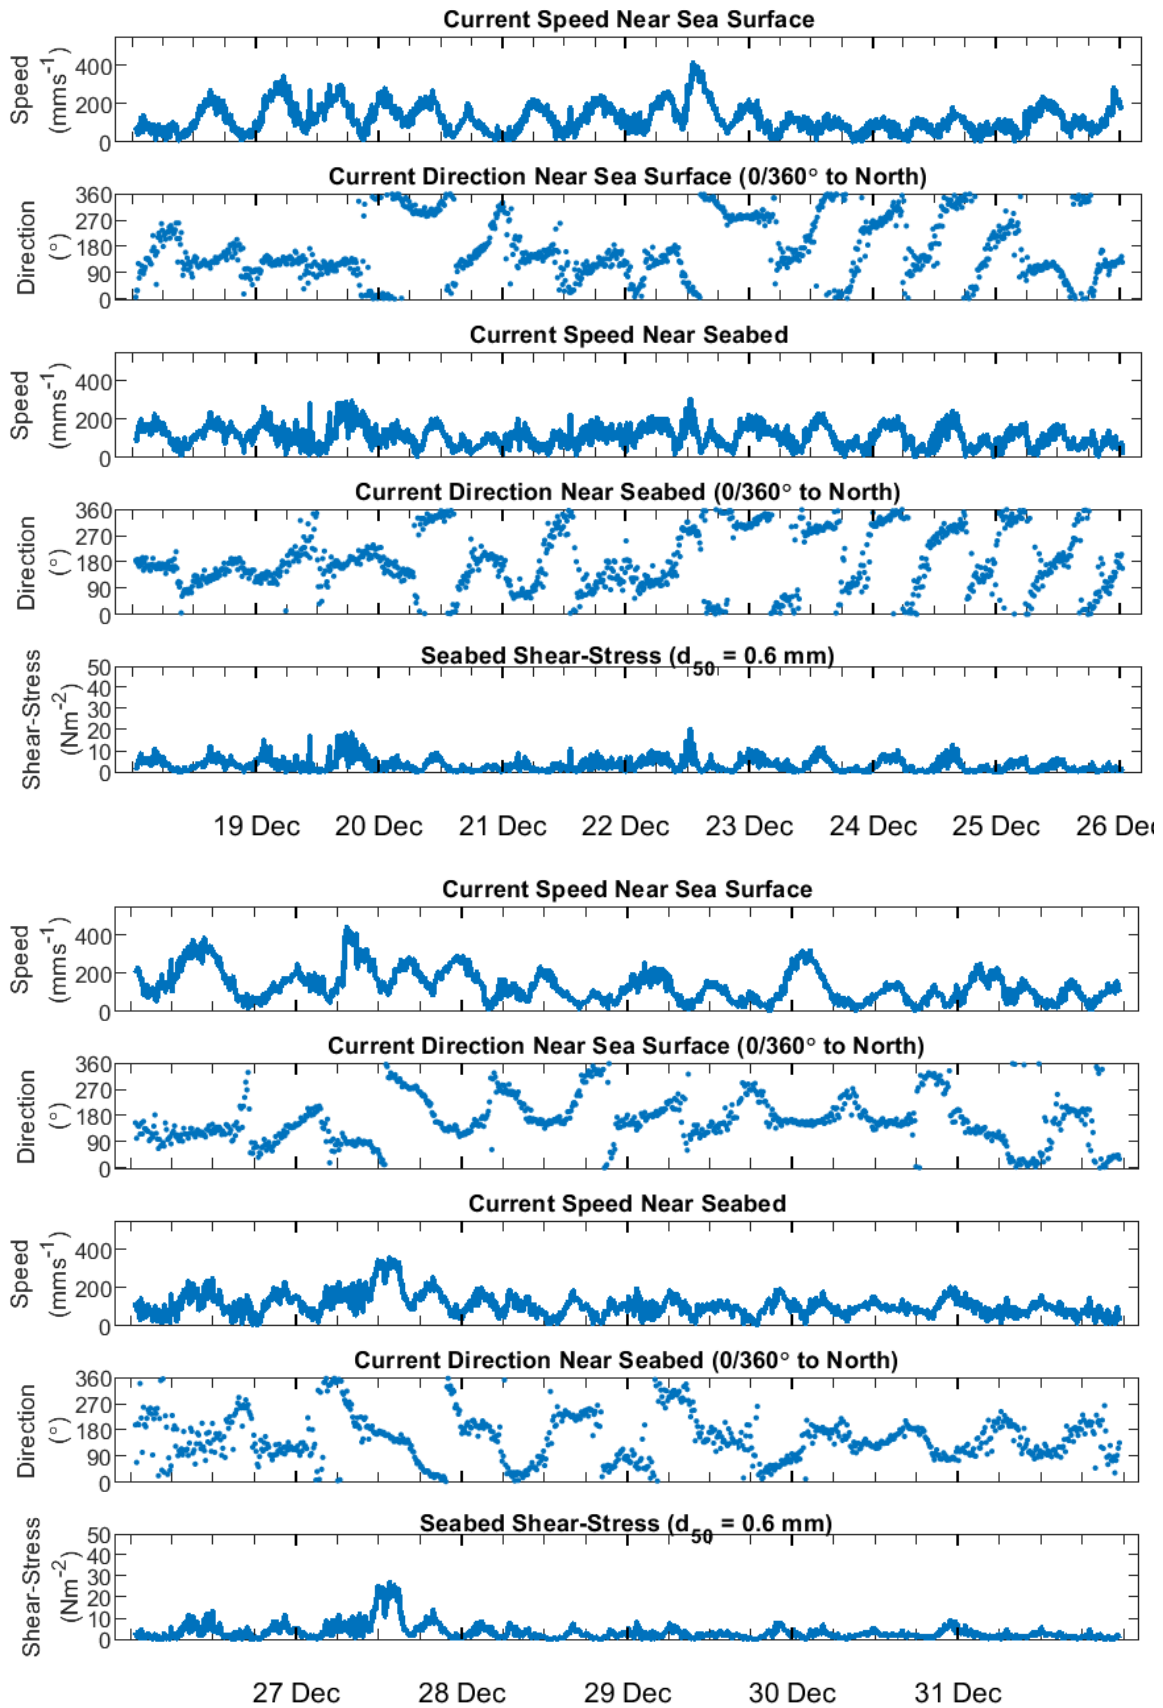 Current Speed Near Sea Surface
Speed
(mms⁻¹)
400
200
0
Current Direction Near Sea Surface (0/360° to North)
Direction
(°)
360
270
180
90
0
Current Speed Near Seabed
Speed
(mms⁻¹)
400
200
0
Current Direction Near Seabed (0/360° to North)
Direction
(°)
360
270
180
90
0
Seabed Shear-Stress (d₅₀ = 0.6 mm)
Shear-Stress
(Nm⁻²)
50
40
30
20
10
0
19 Dec 20 Dec 21 Dec 22 Dec 23 Dec 24 Dec 25 Dec 26 Dec
Current Speed Near Sea Surface
Speed
(mms⁻¹)
400
200
0
Current Direction Near Sea Surface (0/360° to North)
Direction
(°)
360
270
180
90
0
Current Speed Near Seabed
Speed
(mms⁻¹)
400
200
0
Current Direction Near Seabed (0/360° to North)
Direction
(°)
360
270
180
90
0
Seabed Shear-Stress (d₅₀ = 0.6 mm)
Shear-Stress
(Nm⁻²)
50
40
30
20
10
0
27 Dec 28 Dec 29 Dec 30 Dec 31 Dec